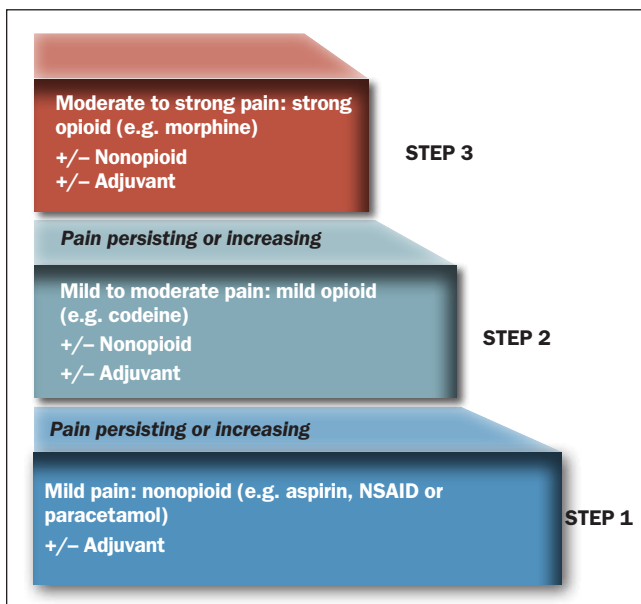 Moderate to strong pain: strong
opioid (e.g. morphine)
+/– Nonopioid
+/– Adjuvant
STEP 3
Pain persisting or increasing
Mild to moderate pain: mild opioid
(e.g. codeine)
+/– Nonopioid
+/– Adjuvant
STEP 2
Pain persisting or increasing
Mild pain: nonopioid (e.g. aspirin, NSAID or
paracetamol)
+/– Adjuvant
STEP 1